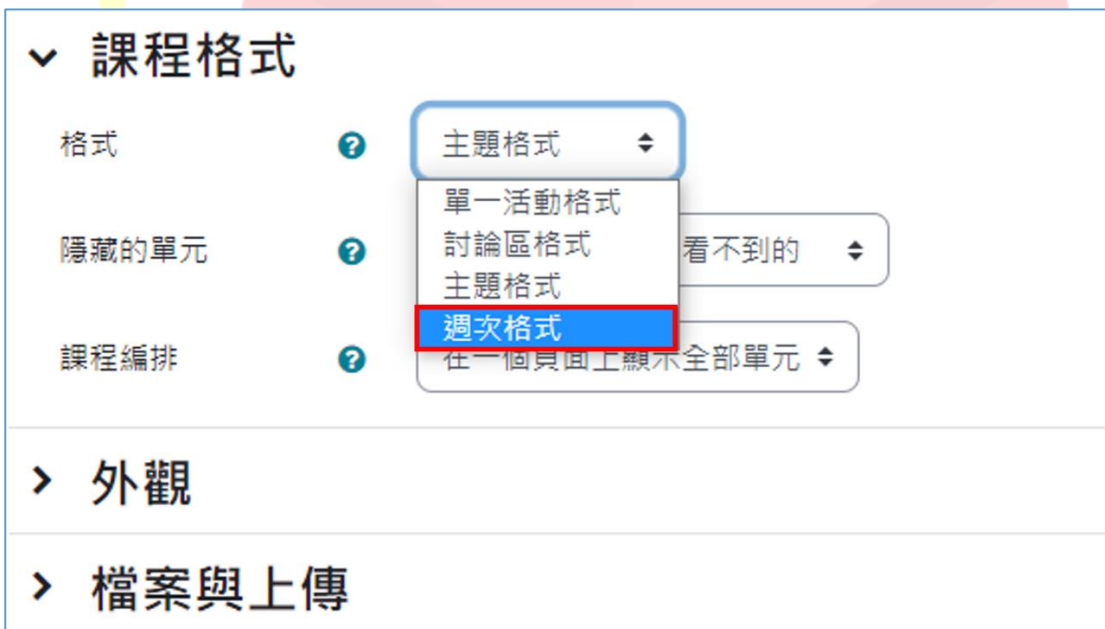 課程格式
格式
主題格式
單一活動格式
討論區格式
主題格式
週次格式
隱藏的單元
看不到的
課程編排
在一個頁面上顯示全部單元
外觀
檔案與上傳